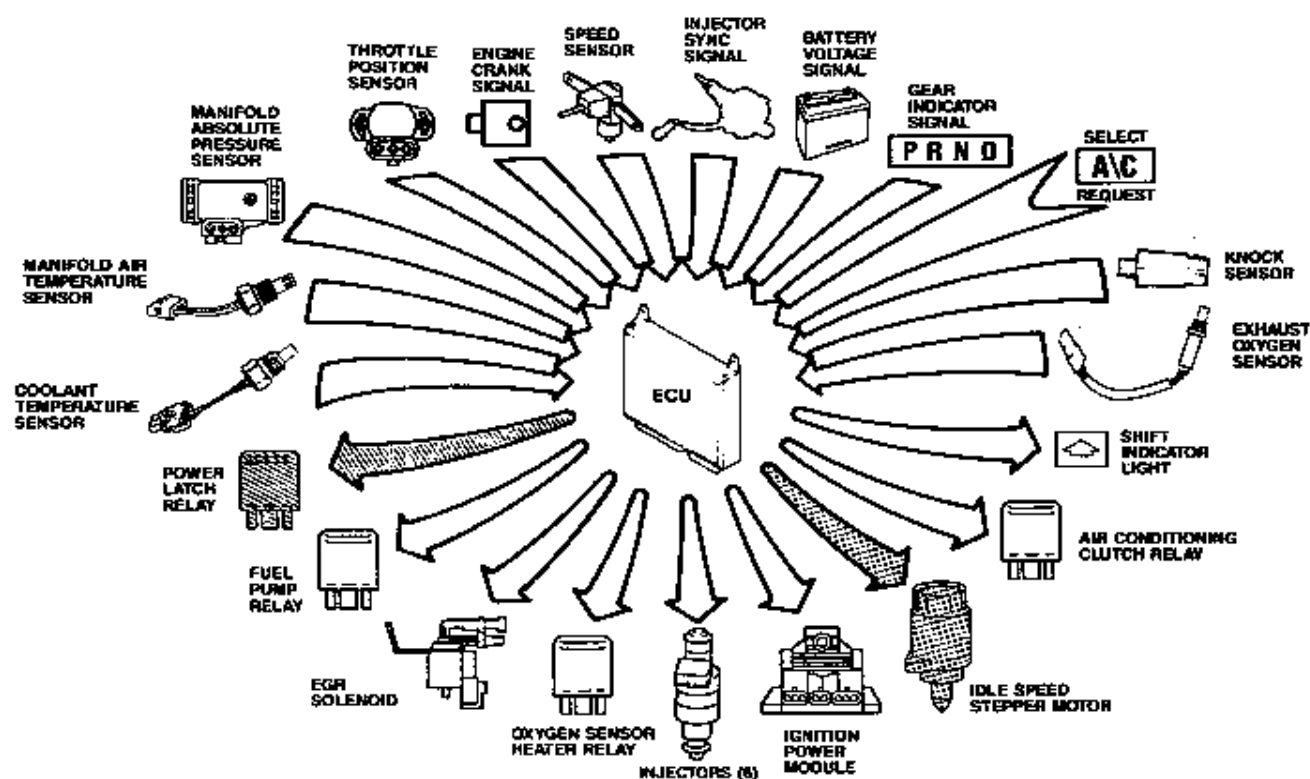 THROTTLE
POSITION
SENSOR
ENGINE
CRANK
SIGNAL
SPEED
SENSOR
INJECTOR
SYNC
SIGNAL
BATTERY
VOLTAGE
SIGNAL
GEAR
INDICATOR
SIGNAL
P R N D
SELECT
A\C
REQUEST
MANIFOLD
ABSOLUTE
PRESSURE
SENSOR
KNOCK
SENSOR
MANIFOLD AIR
TEMPERATURE
SENSOR
EXHAUST
OXYGEN
SENSOR
COOLANT
TEMPERATURE
SENSOR
ECU
SHIFT
INDICATOR
LIGHT
POWER
LATCH
RELAY
AIR CONDITIONING
CLUTCH RELAY
FUEL
PUMP
RELAY
EGR
SOLENOID
IDLE SPEED
STEPPER MOTOR
OXYGEN SENSOR
HEATER RELAY
IGNITION
POWER
MODULE
INJECTORS (6)